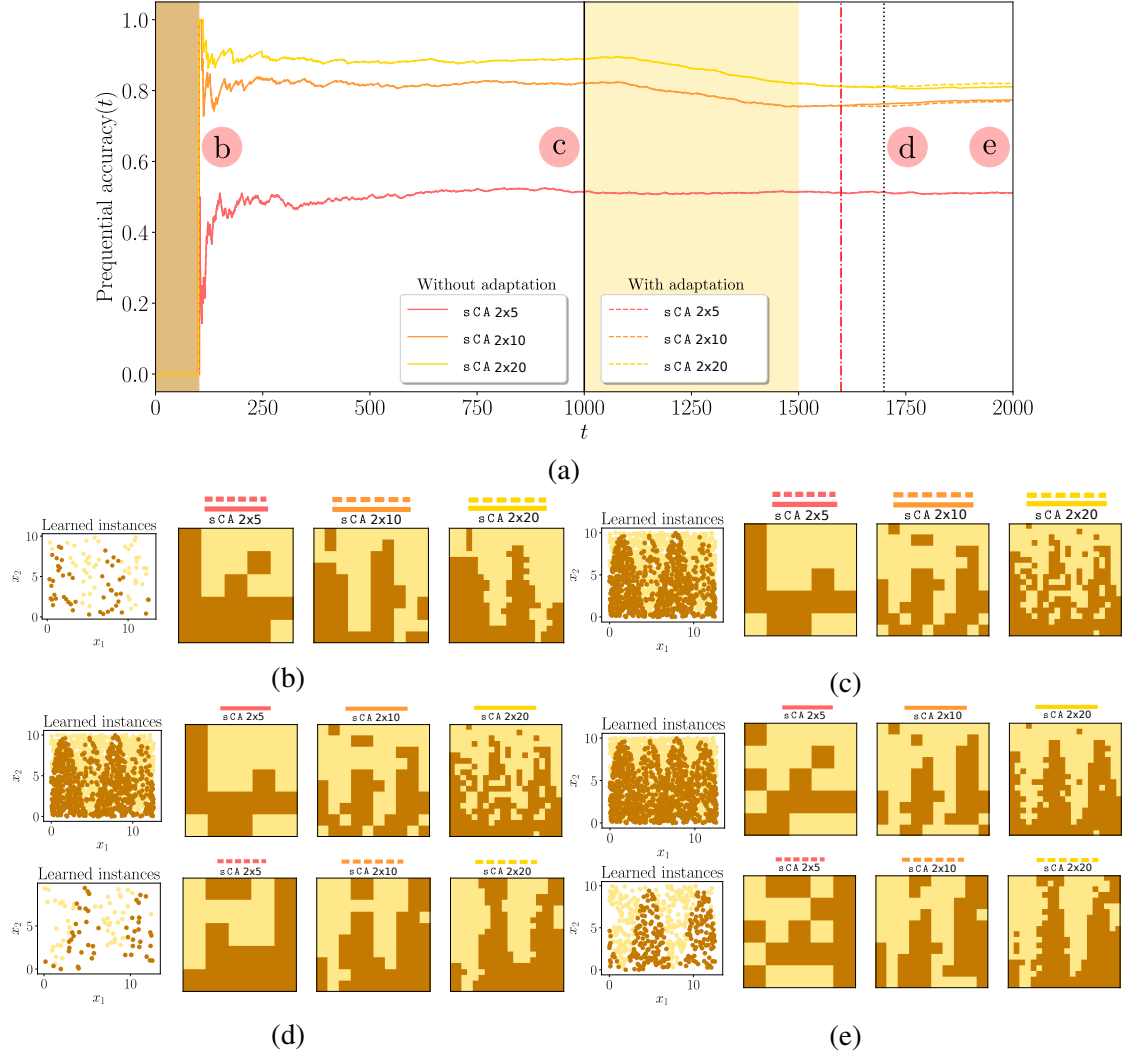 1.0
0.8
0.6
0.4
0.2
0.0
Prequential accuracy(t)
b
c
d
e
Without adaptation
sCA 2x5
sCA 2x10
sCA 2x20
With adaptation
sCA 2x5
sCA 2x10
sCA 2x20
0 250 500 750 1000 1250 1500 1750 2000
t
(a)
Learned instances
10
5
0
x2
0 10
x1
sCA 2x5
sCA 2x10
sCA 2x20
(b)
Learned instances
10
5
0
x2
0 10
x1
sCA 2x5
sCA 2x10
sCA 2x20
(c)
Learned instances
10
5
0
x2
0 10
x1
sCA 2x5
sCA 2x10
sCA 2x20
Learned instances
5
0
x2
0 10
x1
sCA 2x5
sCA 2x10
sCA 2x20
(d)
Learned instances
10
5
0
x2
0 10
x1
sCA 2x5
sCA 2x10
sCA 2x20
Learned instances
10
5
0
x2
0 10
x1
sCA 2x5
sCA 2x10
sCA 2x20
(e)